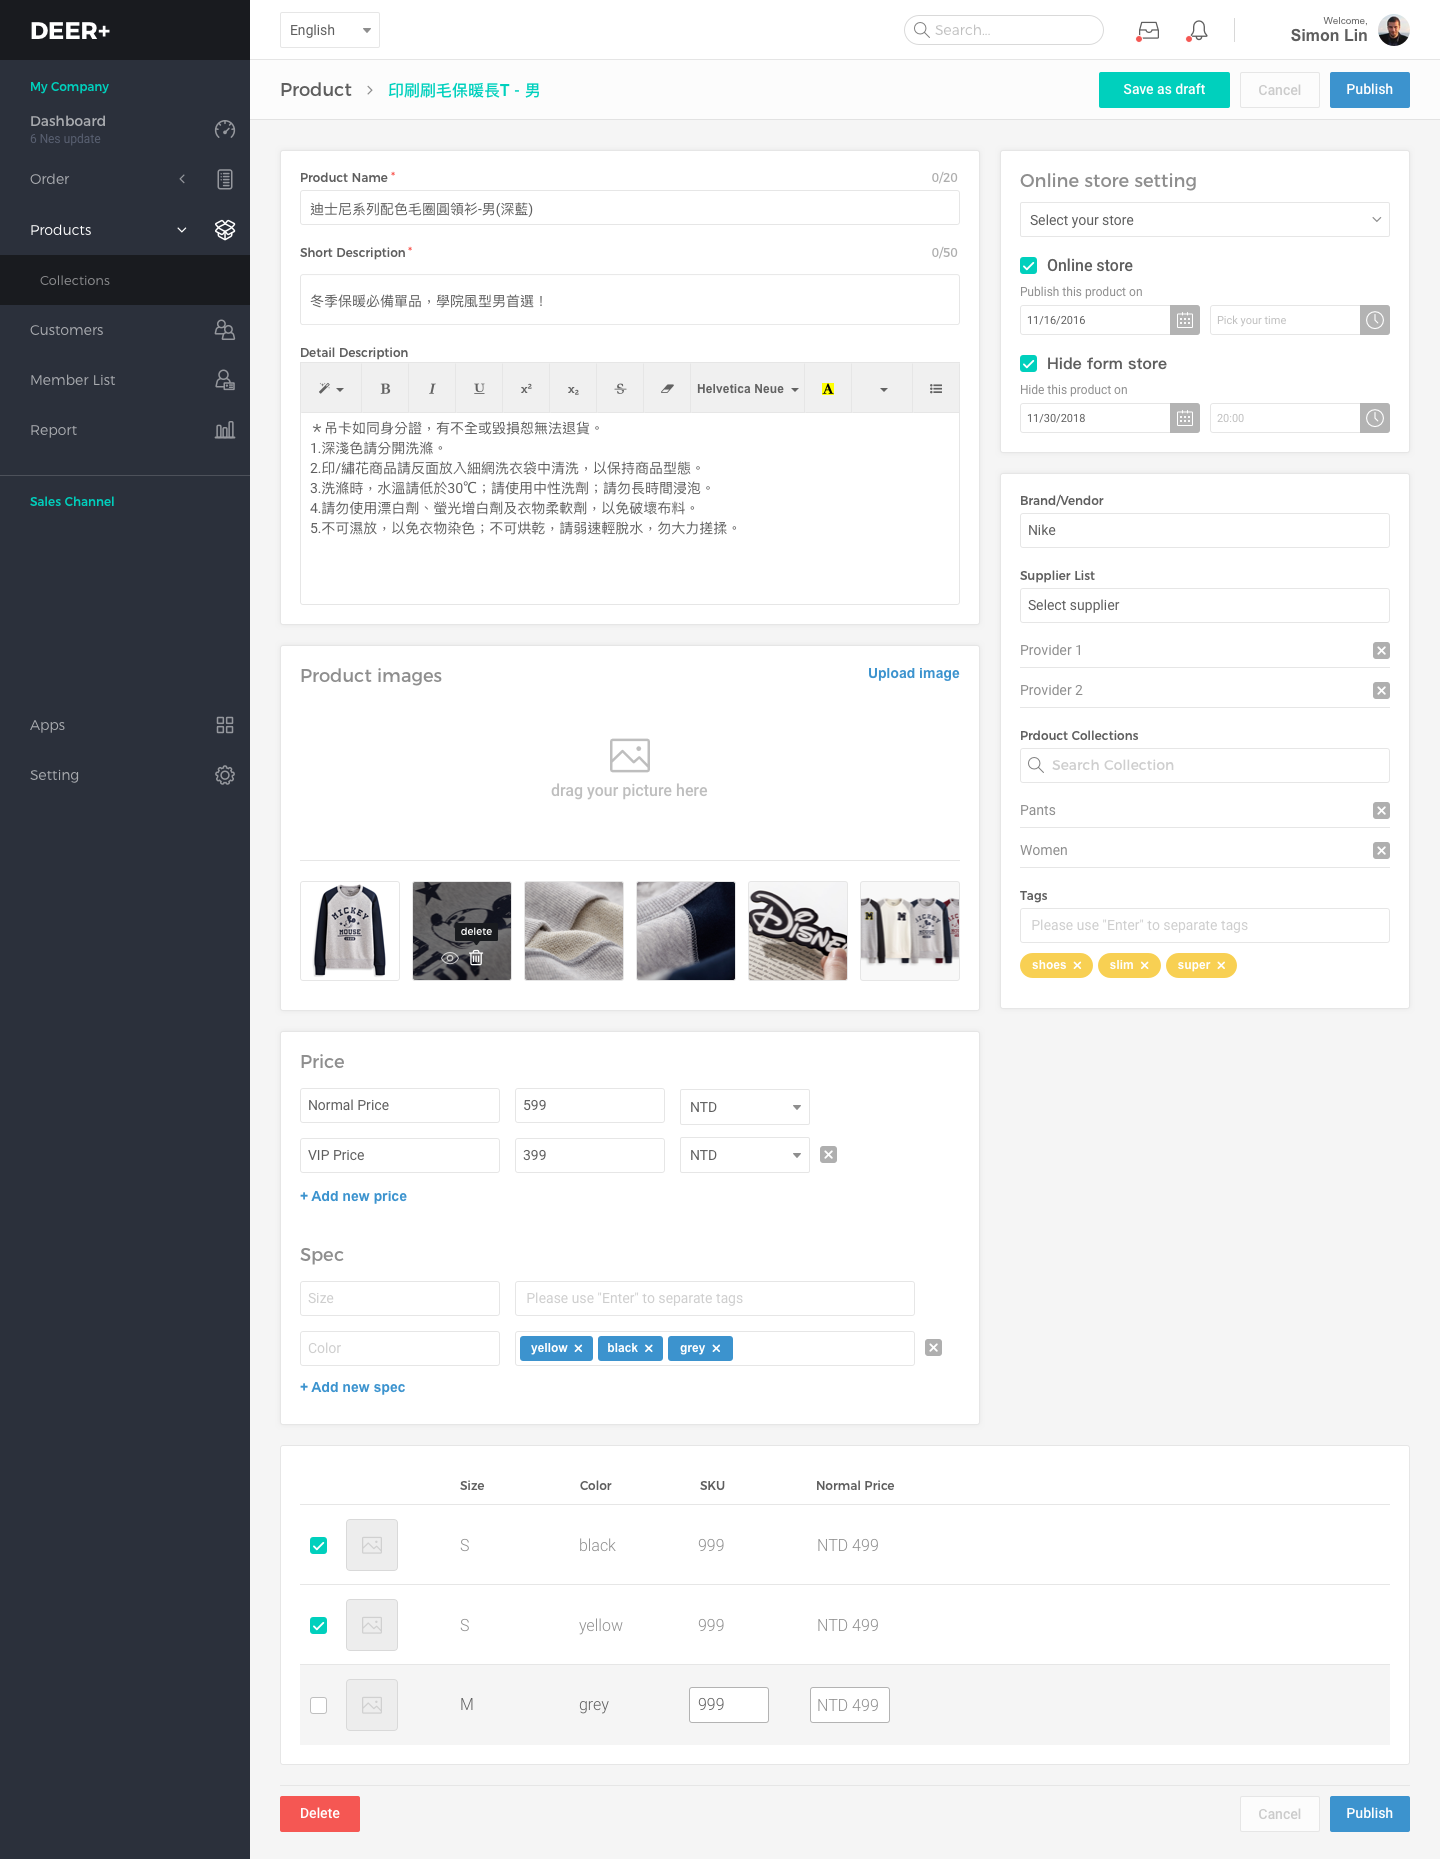 DEER+
English
Search...
Welcome,
Simon Lin
My Company
Dashboard
6 Nes update
Order
Products
Collections
Customers
Member List
Report
Sales Channel
Apps
Setting
Product > 印刷刷毛保暖長T - 男
Save as draft
Cancel
Publish
Product Name *
0/20
迪士尼系列配色毛圈圓領衫-男(深藍)
Short Description *
0/50
冬季保暖必備單品，學院風型男首選！
Detail Description
B I U x² x₂ S Helvetica Neue A
＊吊卡如同身分證，有不全或毀損恕無法退貨。
1.深淺色請分開洗滌。
2.印/繡花商品請反面放入細網洗衣袋中清洗，以保持商品型態。
3.洗滌時，水溫請低於30℃；請使用中性洗劑；請勿長時間浸泡。
4.請勿使用漂白劑、螢光增白劑及衣物柔軟劑，以免破壞布料。
5.不可濕放，以免衣物染色；不可烘乾，請弱速輕脫水，勿大力搓揉。
Product images
Upload image
drag your picture here
MICKEY
MOUSE
delete
DISNE
M
M
Price
Normal Price
599
NTD
VIP Price
399
NTD
+ Add new price
Spec
Size
Please use "Enter" to separate tags
Color
yellow ×
black ×
grey ×
+ Add new spec
Online store setting
Select your store
Online store
Publish this product on
11/16/2016
Pick your time
Hide form store
Hide this product on
11/30/2018
20:00
Brand/Vendor
Nike
Supplier List
Select supplier
Provider 1
Provider 2
Prdouct Collections
Search Collection
Pants
Women
Tags
Please use "Enter" to separate tags
shoes ×
slim ×
super ×
Size Color SKU Normal Price
S black 999 NTD 499
S yellow 999 NTD 499
M grey 999 NTD 499
Delete
Cancel
Publish